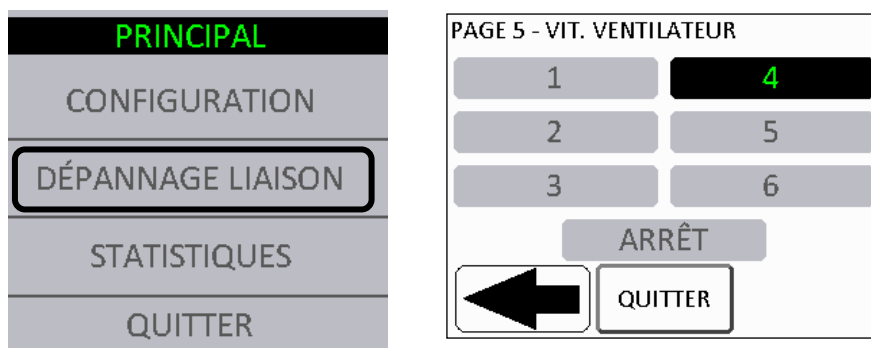 PRINCIPAL
CONFIGURATION
DÉPANNAGE LIAISON
STATISTIQUES
QUITTER
PAGE 5 - VIT. VENTILATEUR
1 4
2 5
3 6
ARRÊT
QUITTER